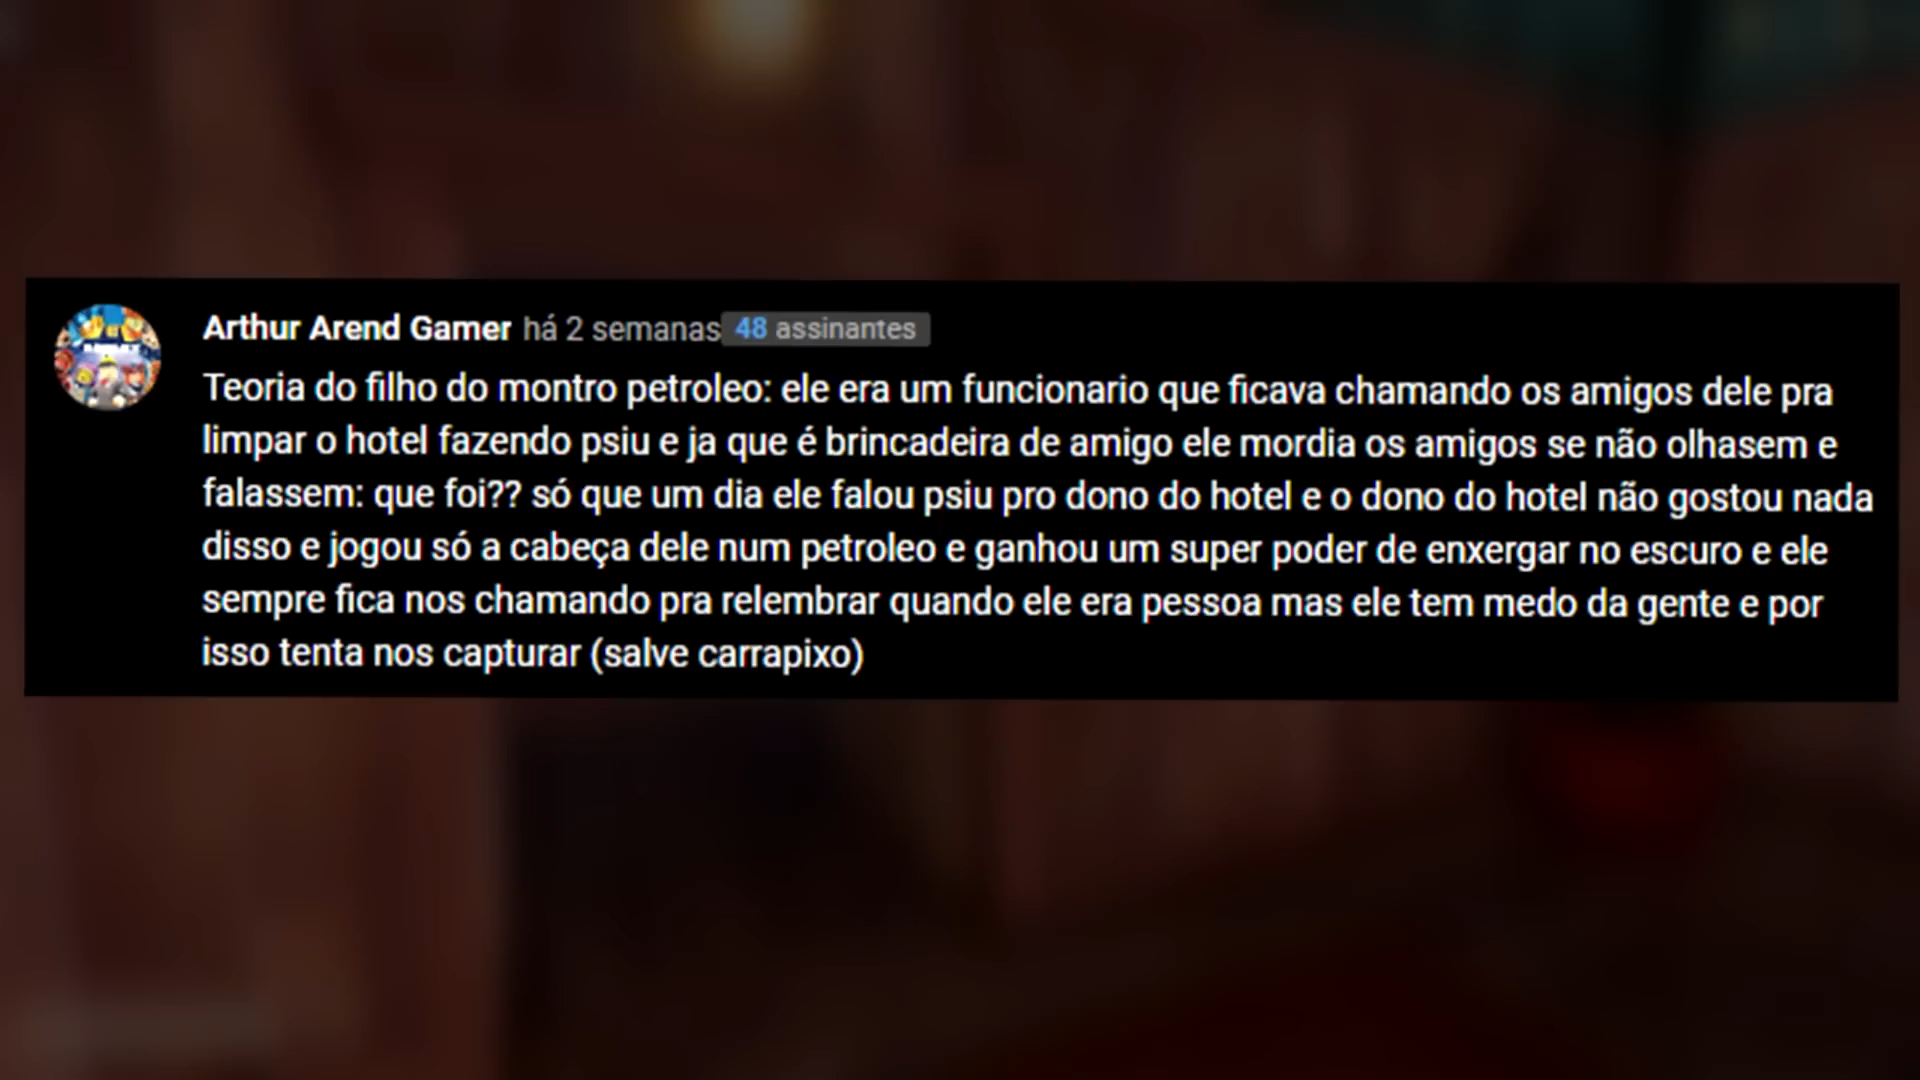 Arthur Arend Gamer há 2 semanas 48 assinantes
Teoria do filho do montro petroleo: ele era um funcionario que ficava chamando os amigos dele pra
limpar o hotel fazendo psiu e ja que é brincadeira de amigo ele mordia os amigos se não olhasem e
falassem: que foi?? só que um dia ele falou psiu pro dono do hotel e o dono do hotel não gostou nada
disso e jogou só a cabeça dele num petroleo e ganhou um super poder de enxergar no escuro e ele
sempre fica nos chamando pra relembrar quando ele era pessoa mas ele tem medo da gente e por
isso tenta nos capturar (salve carrapixo)